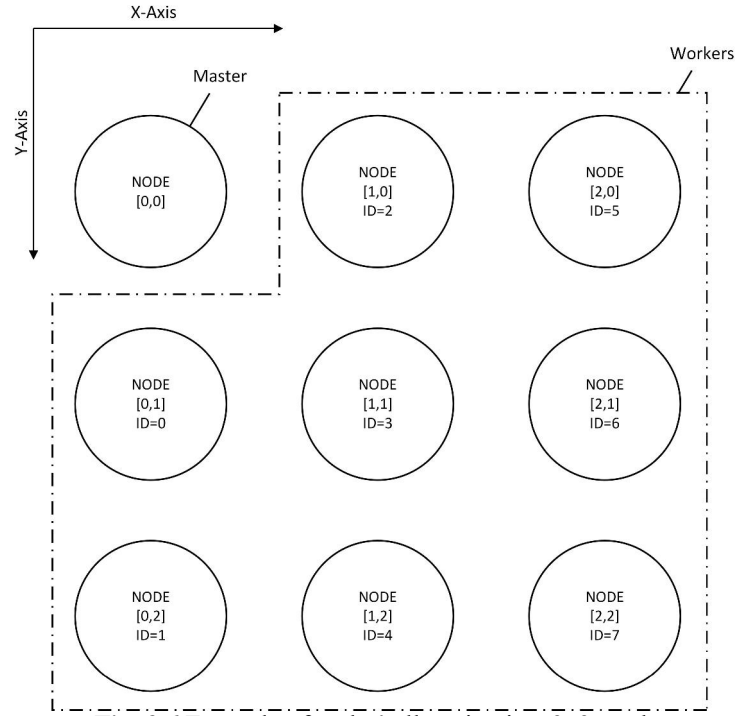 X-Axis
Y-Axis
Master
Workers
NODE
[0,0]
NODE
[1,0]
ID=2
NODE
[2,0]
ID=5
NODE
[0,1]
ID=0
NODE
[1,1]
ID=3
NODE
[2,1]
ID=6
NODE
[0,2]
ID=1
NODE
[1,2]
ID=4
NODE
[2,2]
ID=7